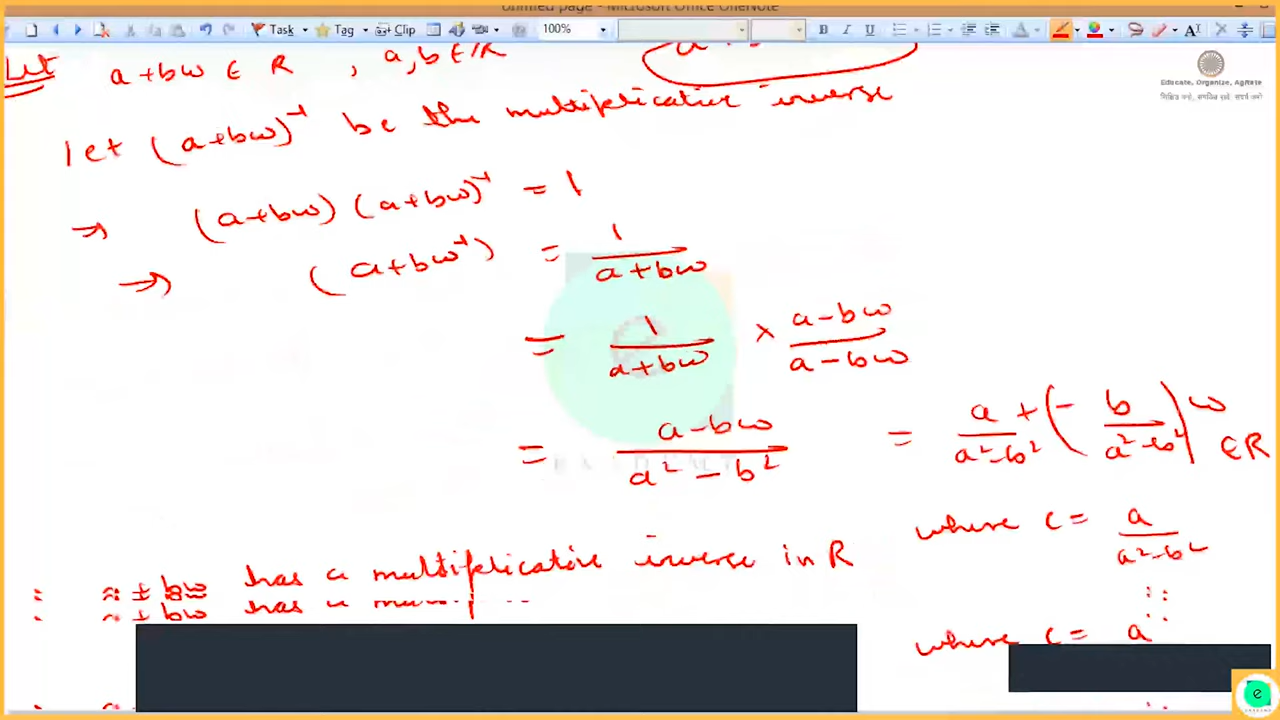 Untitled page - Microsoft Office OneNote
Task Tag Clip 100% B I U
Let a+bω ∈ R , a,b ∈ R
Educate, Organize, Agitate
let (a+bω)⁻¹ be the multiplicative inverse
⇒ (a+bω) (a+bω)⁻¹ = 1
⇒ (a+bω⁻¹) = 1/(a+bω)
= 1/(a+bω) × (a-bω)/(a-bω)
= (a-bω)/(a²-b²) = a/(a²-b²) + (- b/(a²-b²)) ω ∈ R
where c = a/(a²-b²)
: a + bω has a multiplicative inverse in R
: a + bω has a
where c = a
e